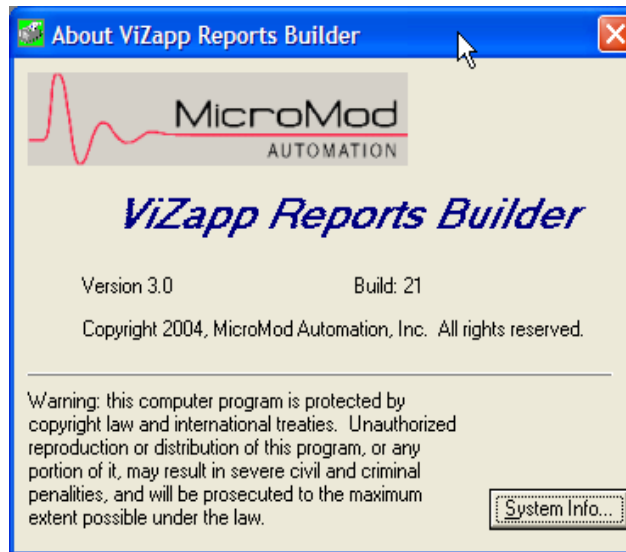 About ViZapp Reports Builder
MicroMod
AUTOMATION
ViZapp Reports Builder
Version 3.0 Build: 21
Copyright 2004, MicroMod Automation, Inc. All rights reserved.
Warning: this computer program is protected by
copyright law and international treaties. Unauthorized
reproduction or distribution of this program, or any
portion of it, may result in severe civil and criminal
penalities, and will be prosecuted to the maximum
extent possible under the law.
System Info...